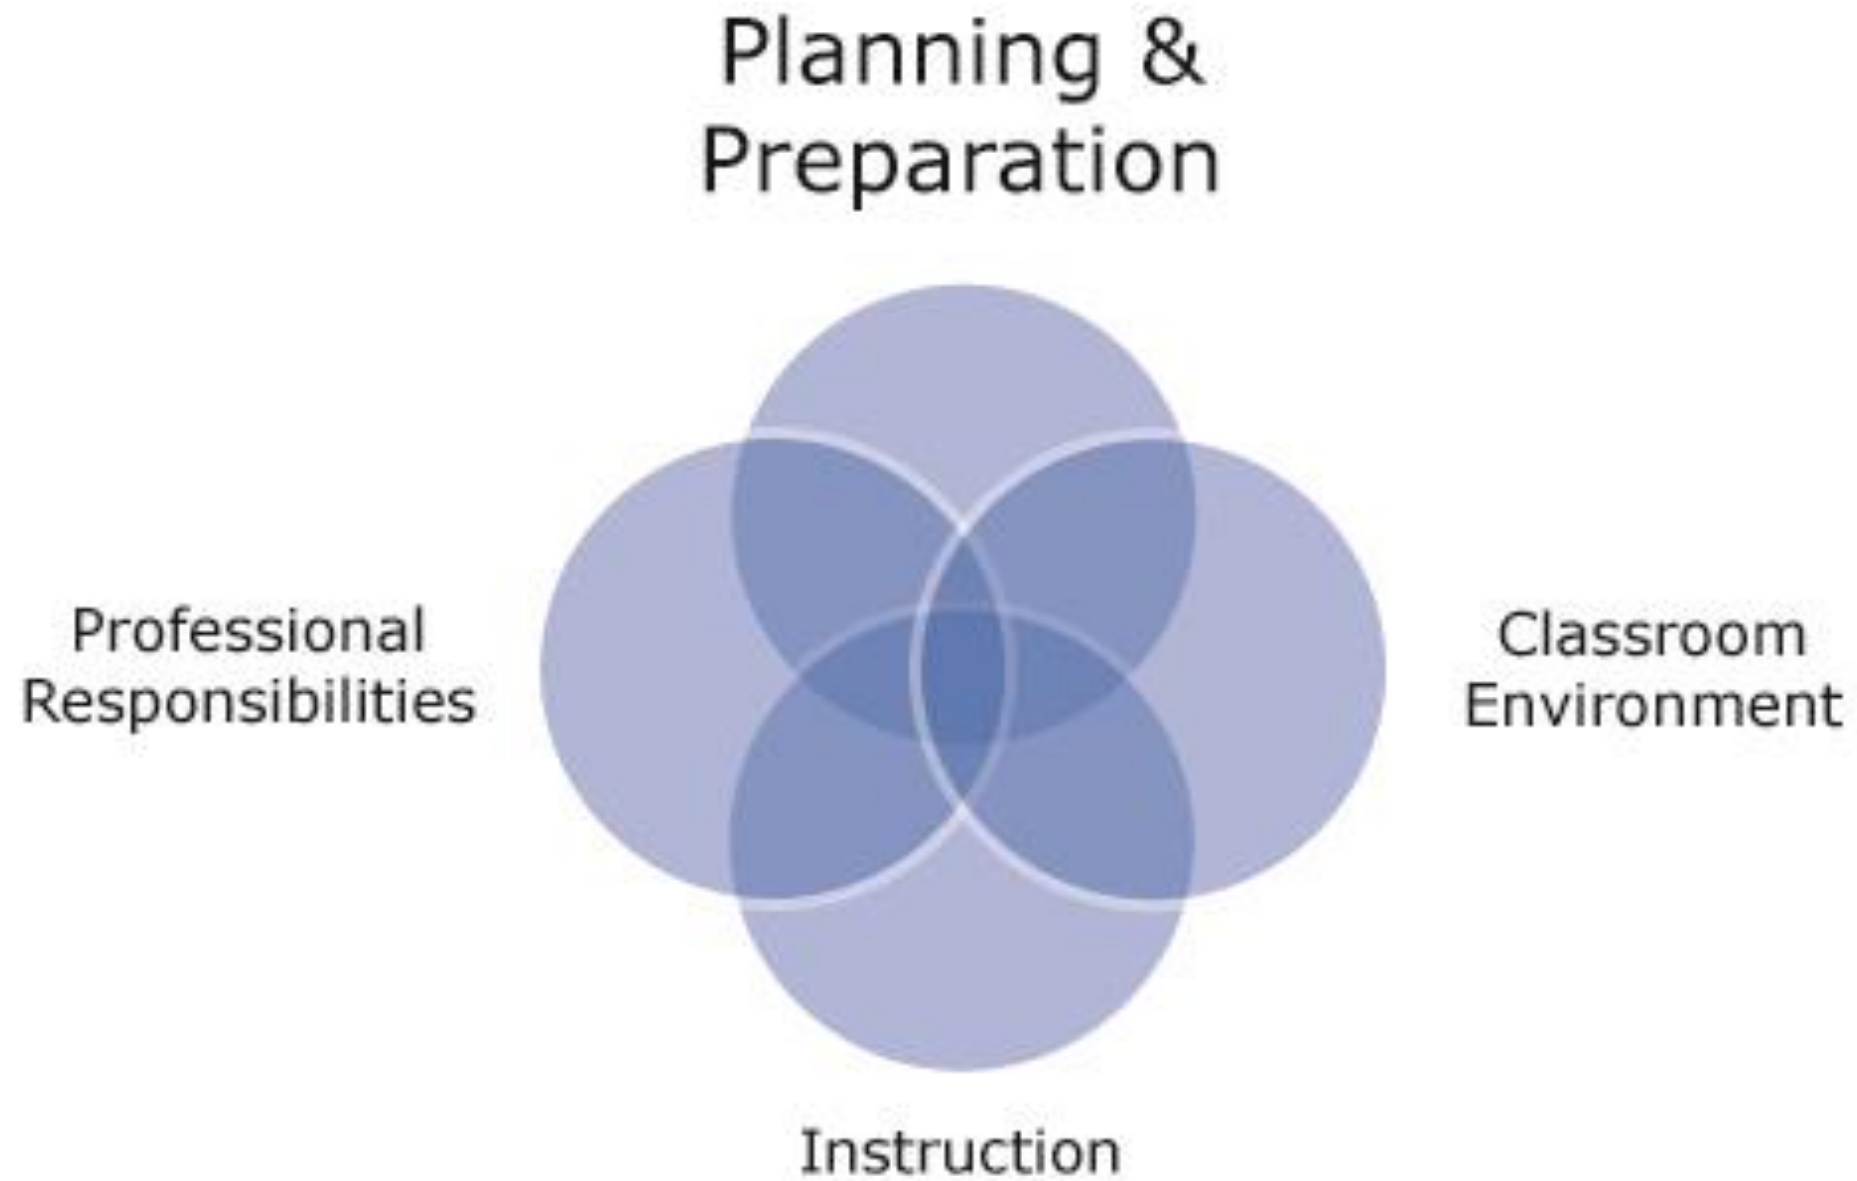 Planning &
Preparation
Professional
Responsibilities
Classroom
Environment
Instruction